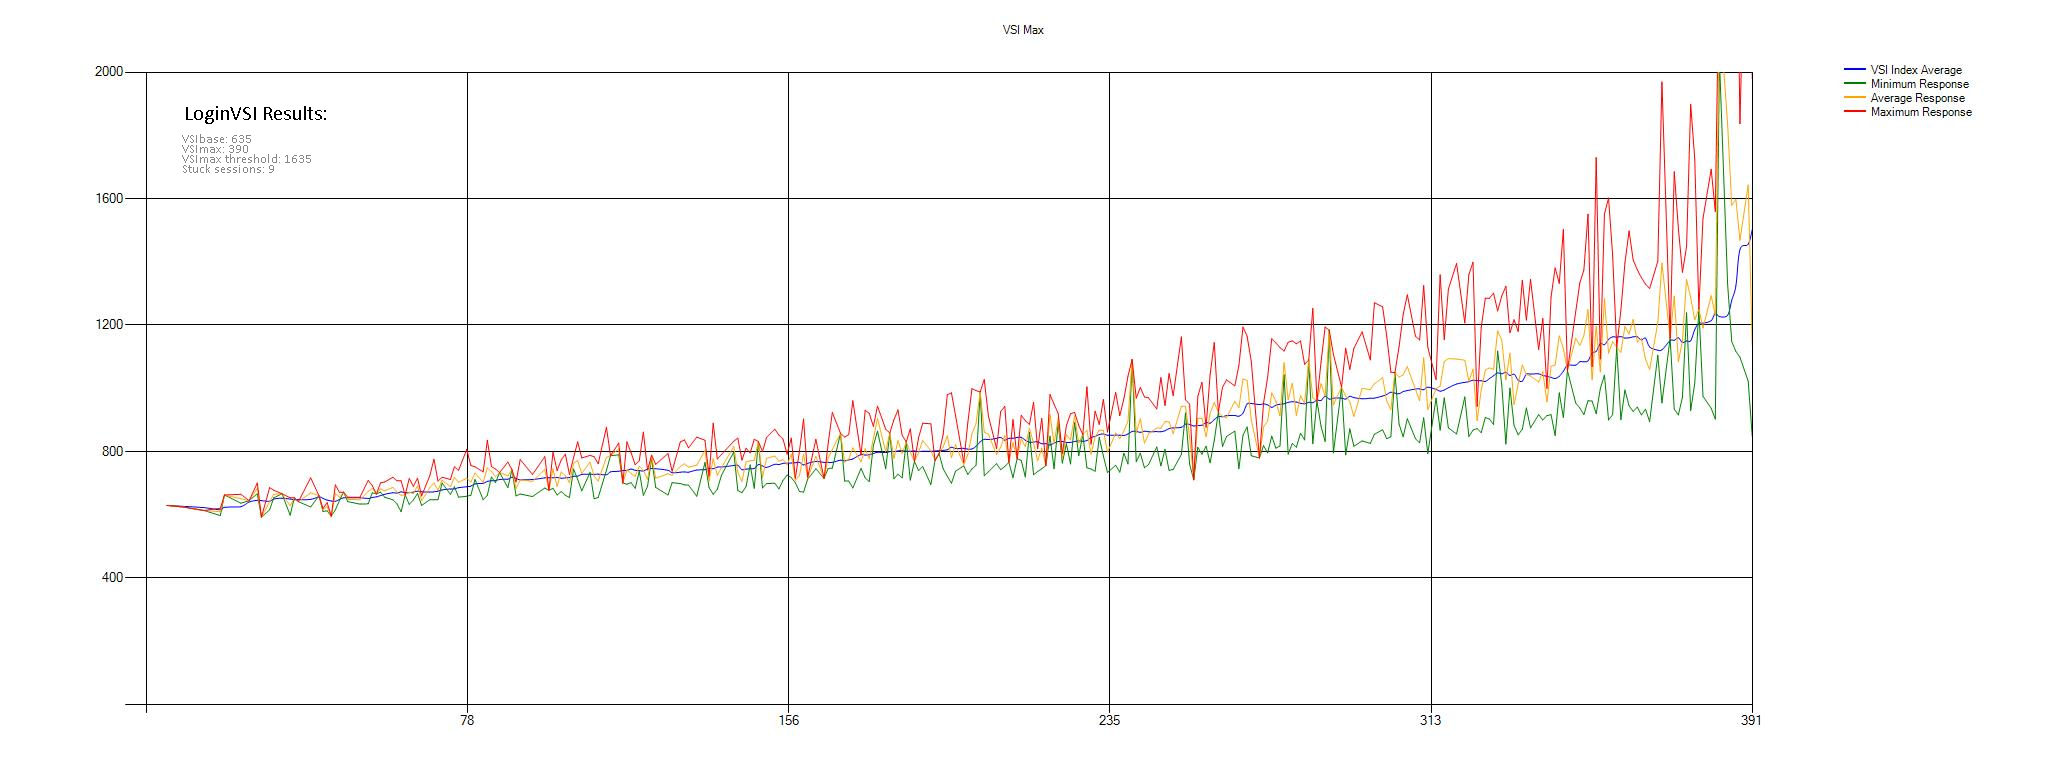 VSI Max
2000
1600
1200
800
400
LoginVSI Results:
VSIbase: 635
VSImax: 390
VSImax threshold: 1635
Stuck sessions: 9
VSI Index Average
Minimum Response
Average Response
Maximum Response
78
156
235
313
391